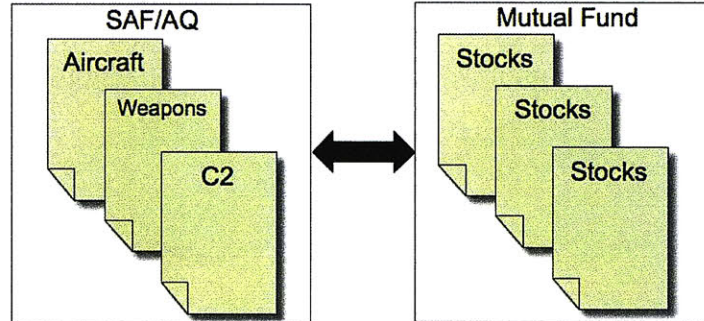 SAF/AQ
Aircraft
Weapons
C2
Mutual Fund
Stocks
Stocks
Stocks